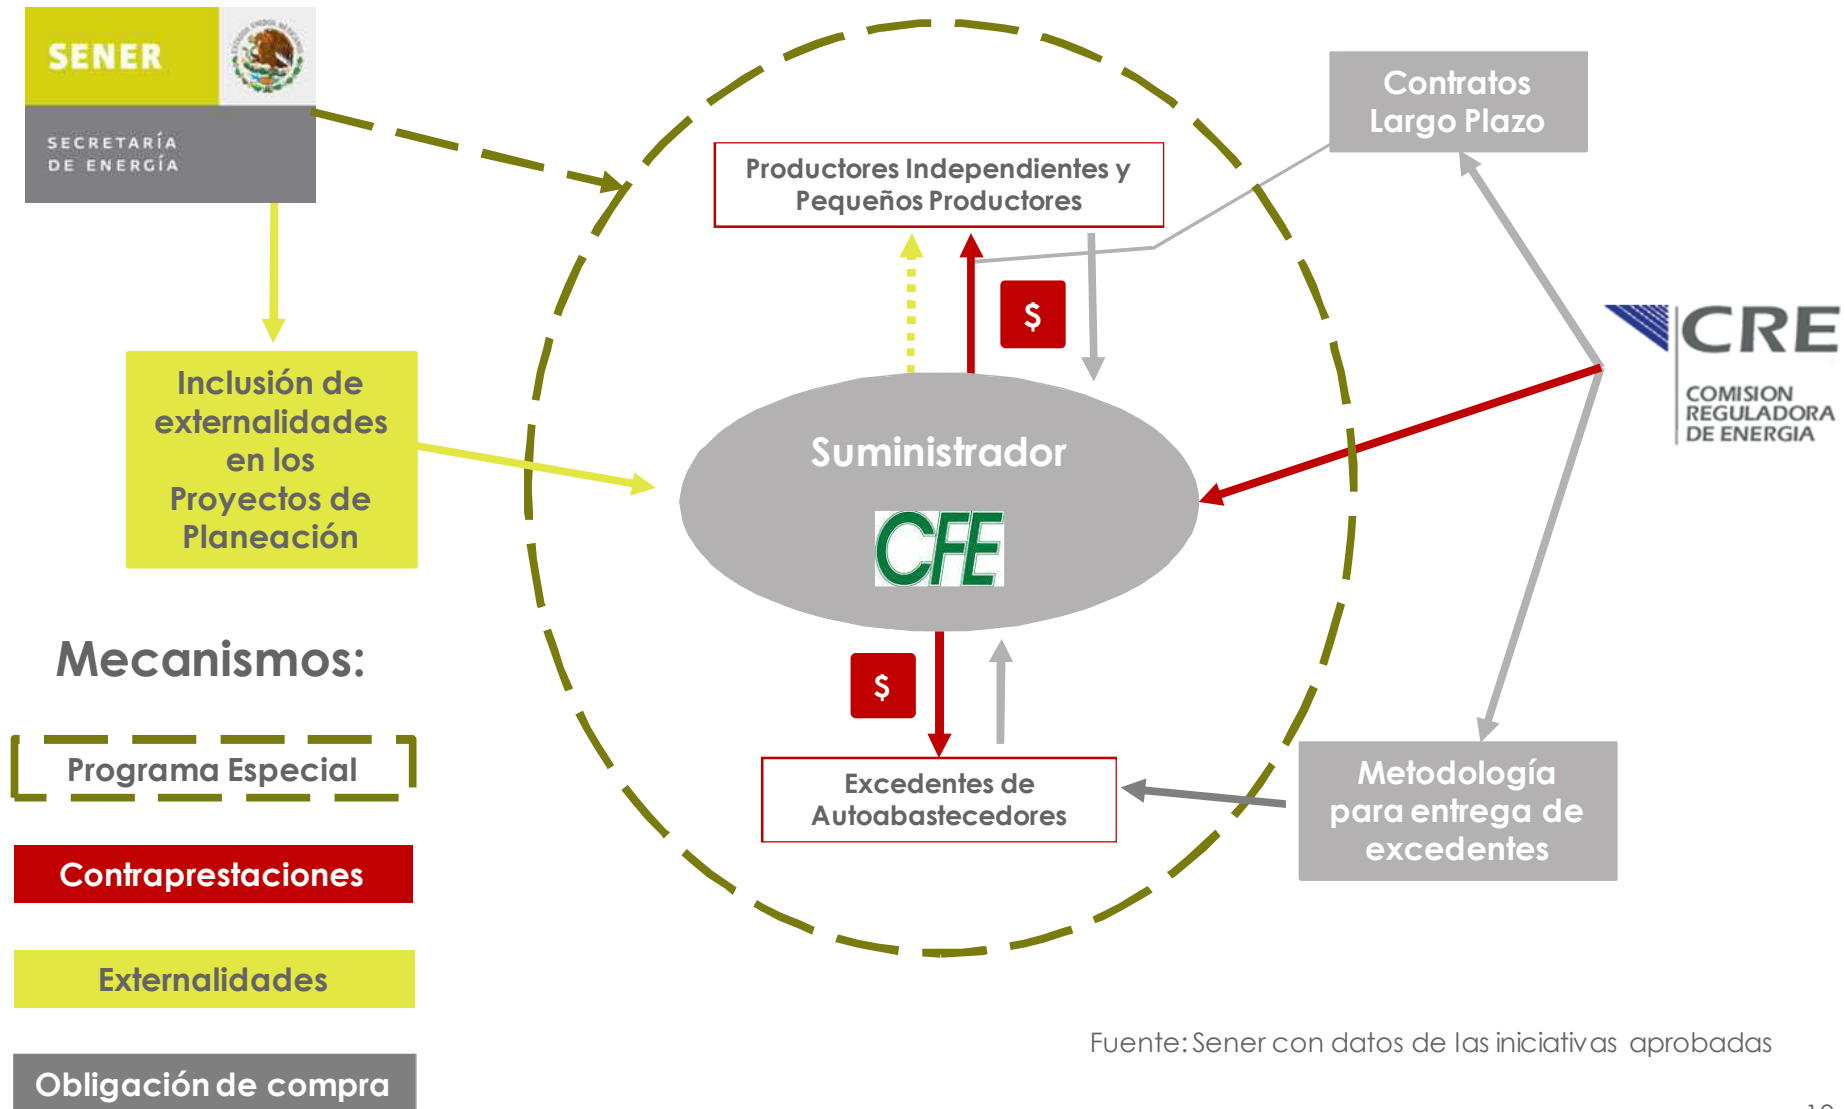 SENER
SECRETARÍA
DE ENERGÍA
Contratos
Largo Plazo
Productores Independientes y
Pequeños Productores
$
CRE
COMISION
REGULADORA
DE ENERGIA
Inclusión de
externalidades
en los
Proyectos de
Planeación
Suministrador
CFE
Mecanismos:
$
Programa Especial
Excedentes de
Autoabastecedores
Metodología
para entrega de
excedentes
Contraprestaciones
Externalidades
Fuente: Sener con datos de las iniciativas aprobadas
Obligación de compra